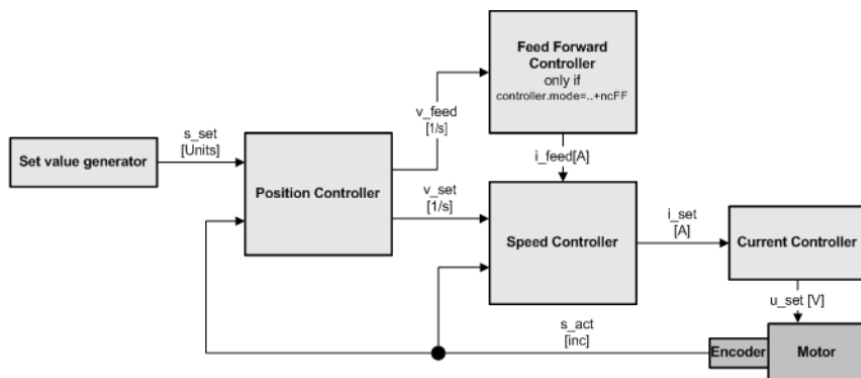 Feed Forward
Controller
only if
controller.mode=..+ncFF
v_feed
[1/s]
s_set
[Units]
Set value generator
i_feed[A]
Position Controller
v_set
[1/s]
Speed Controller
i_set
[A]
Current Controller
u_set [V]
s_act
[inc]
Encoder
Motor